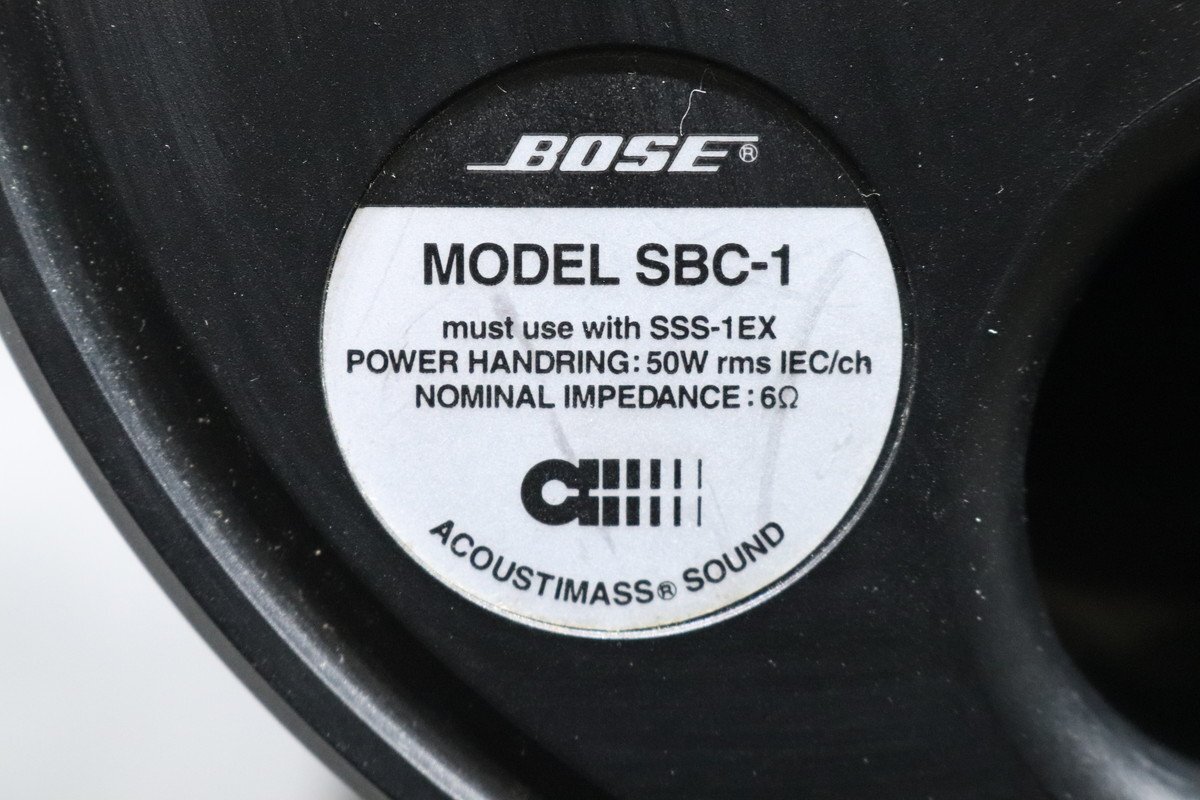 BOSE®
MODEL SBC-1
must use with SSS-1EX
POWER HANDRING: 50W rms IEC/ch
NOMINAL IMPEDANCE: 6Ω
ACOUSTIMASS® SOUND